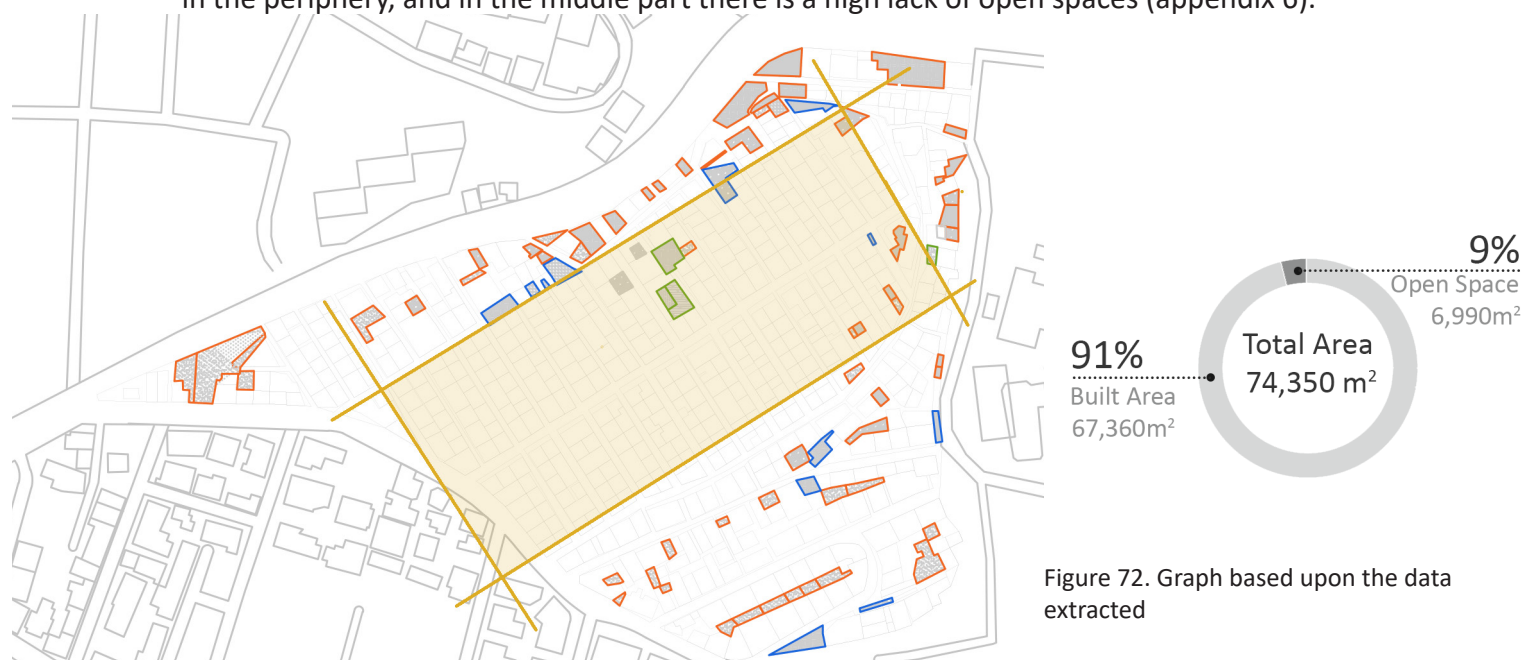 in the periphery, and in the middle part there is a high lack of open spaces (appendix 6).
9%
Open Space
6,990m²
91%
Built Area
67,360m²
Total Area
74,350 m²
Figure 72. Graph based upon the data
extracted